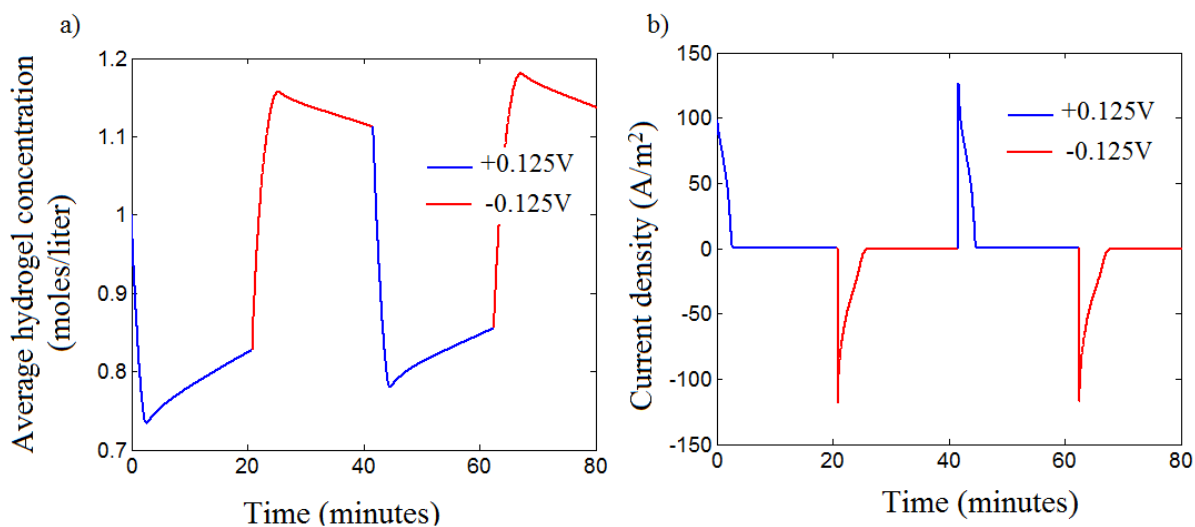 a)
Average hydrogel concentration
(moles/liter)
1.2
1.1
1
0.9
0.8
0.7
0
20
40
60
80
+0.125V
-0.125V
Time (minutes)
b)
Current density (A/m²)
150
100
50
0
-50
-100
-150
0
20
40
60
80
+0.125V
-0.125V
Time (minutes)